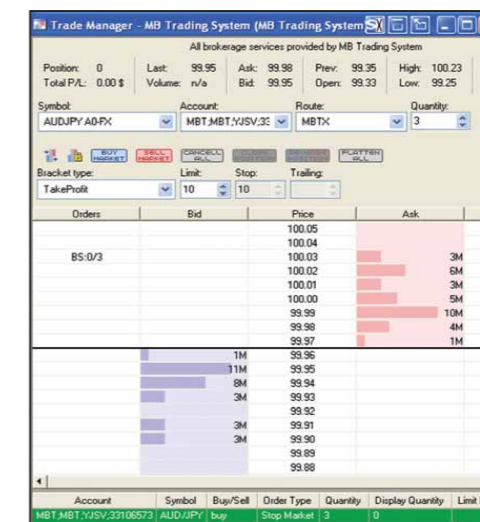 Trade Manager - MB Trading System (MB Trading System
All brokerage services provided by MB Trading System
Position: 0 Last: 99.95 Ask: 99.98 Prev: 99.35 High: 100.23
Total P/L: 0.00 $ Volume: n/a Bid: 99.95 Open: 99.33 Low: 99.25
Symbol: Account: Route: Quantity:
AUDJPY A0-FX MBT;MBT;YJSV;33 MBTX 3
BUY MARKET SELL MARKET CANCELL ALL FLATTEN ALL
Bracket type: Limit: Stop: Trailing:
TakeProfit 10 10
Orders Bid Price Ask
100.05
100.04
BS:0/3 100.03 3M
100.02 6M
100.01 3M
100.00 5M
99.99 10M
99.98 4M
99.97 1M
1M 99.96
11M 99.95
8M 99.94
3M 99.93
99.92
3M 99.91
3M 99.90
99.89
99.88
Account Symbol Buy/Sell Order Type Quantity Display Quantity Limit
MBT;MBT;YJSV;33106573 AUD/JPY buy Stop Market 3 0